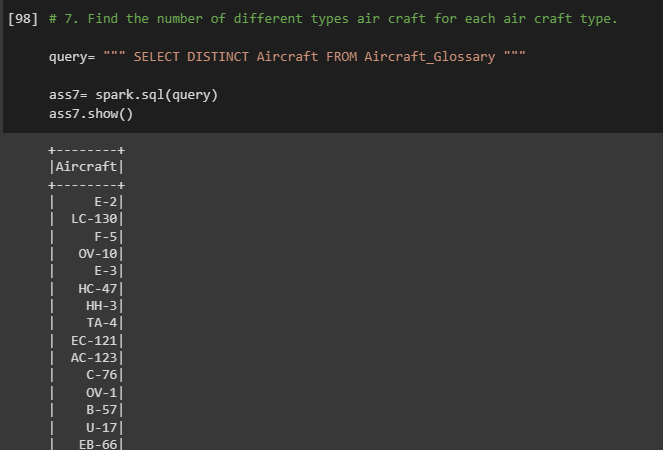 [98] # 7. Find the number of different types air craft for each air craft type.
query= """ SELECT DISTINCT Aircraft FROM Aircraft_Glossary """
ass7= spark.sql(query)
ass7.show()
+--------+
|Aircraft|
+--------+
|     E-2|
|  LC-130|
|     F-5|
|   OV-10|
|     E-3|
|   HC-47|
|    HH-3|
|    TA-4|
|  EC-121|
|  AC-123|
|    C-76|
|    OV-1|
|    B-57|
|    U-17|
|   EB-66|